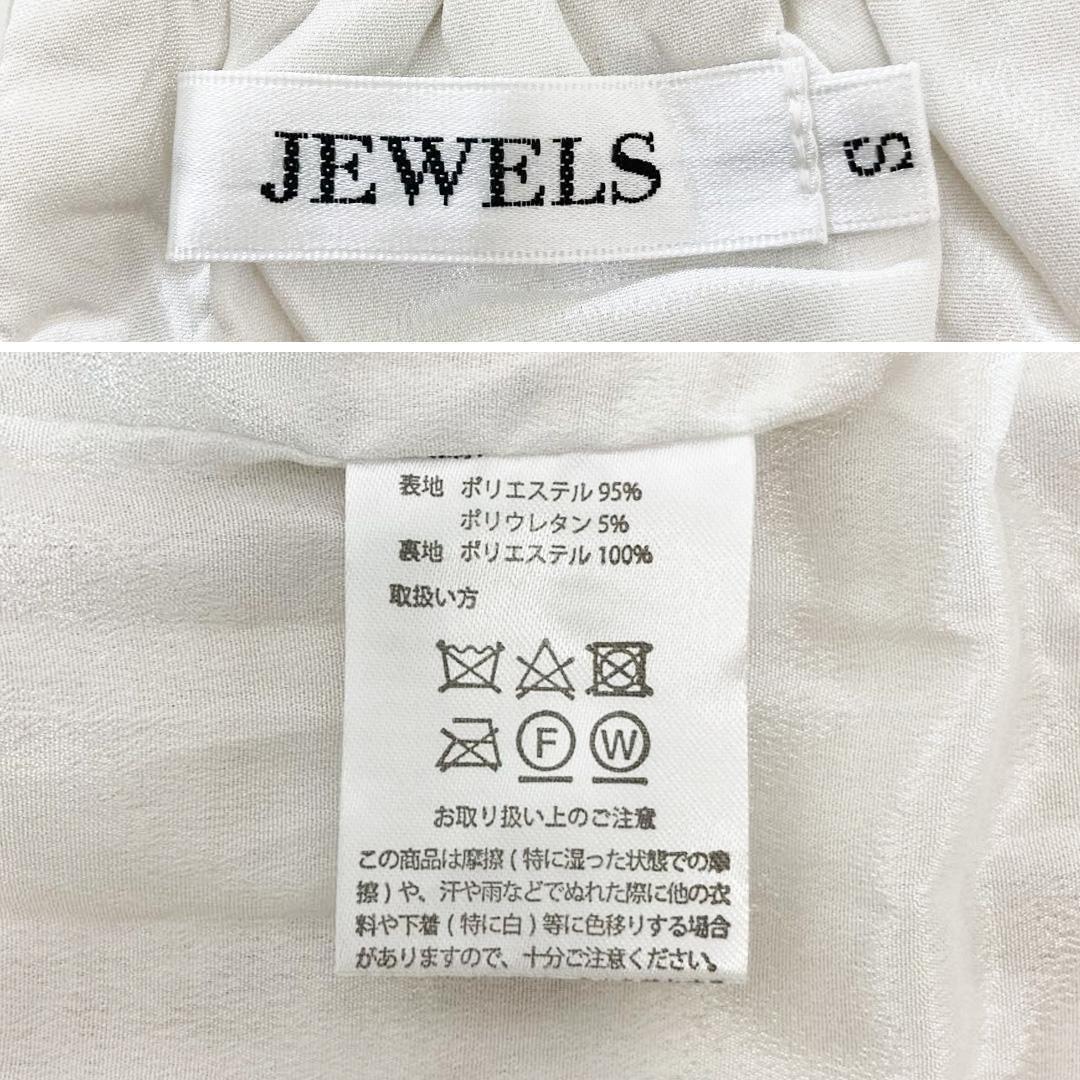 JEWELS
S
表地 ポリエステル 95%
ポリウレタン 5%
裏地 ポリエステル 100%
取扱い方
F W
お取り扱い上のご注意
この商品は摩擦 ( 特に湿った状態での摩
擦 ) や、汗や雨などでぬれた際に他の衣
料や下着 ( 特に白 ) 等に色移りする場合
がありますので、十分ご注意ください。